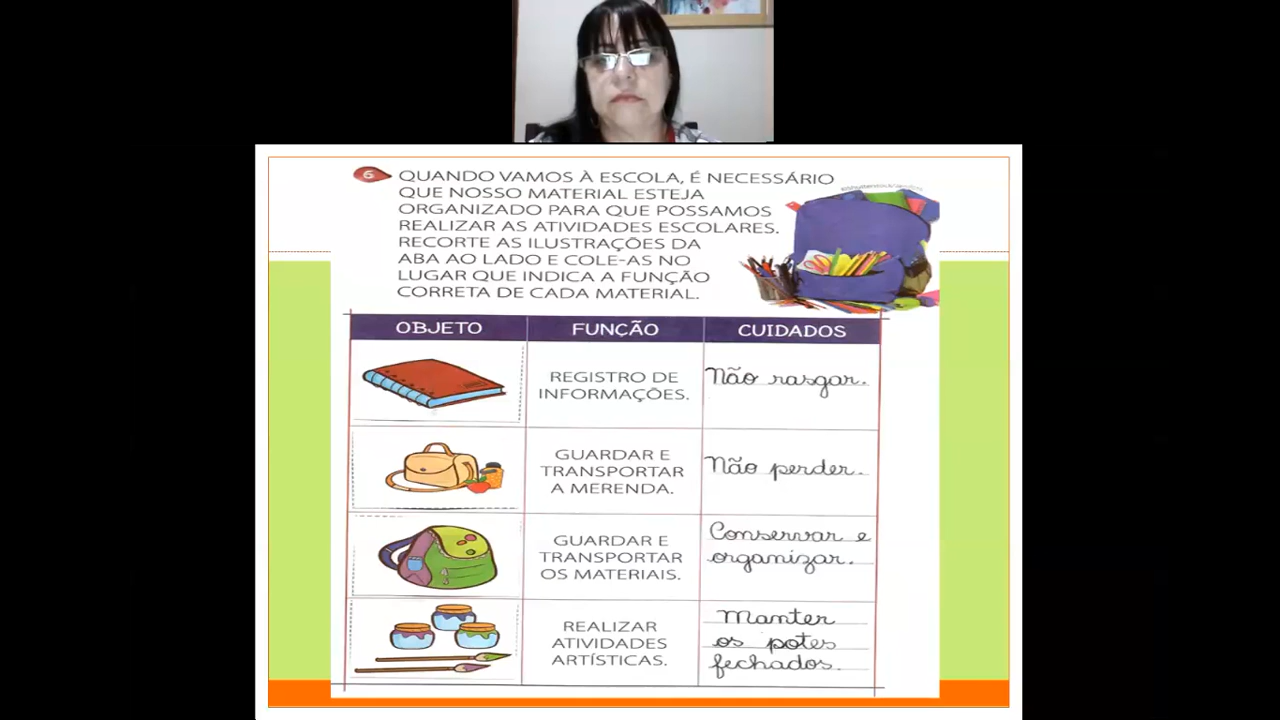 6 QUANDO VAMOS À ESCOLA, É NECESSÁRIO
QUE NOSSO MATERIAL ESTEJA
ORGANIZADO PARA QUE POSSAMOS
REALIZAR AS ATIVIDADES ESCOLARES.
RECORTE AS ILUSTRAÇÕES DA
ABA AO LADO E COLE-AS NO
LUGAR QUE INDICA A FUNÇÃO
CORRETA DE CADA MATERIAL.
OBJETO FUNÇÃO CUIDADOS
REGISTRO DE
INFORMAÇÕES.
Não rasgar.
GUARDAR E
TRANSPORTAR
A MERENDA.
Não perder.
GUARDAR E
TRANSPORTAR
OS MATERIAIS.
Conservar e
organizar.
REALIZAR
ATIVIDADES
ARTÍSTICAS.
Manter
os potes
fechados.